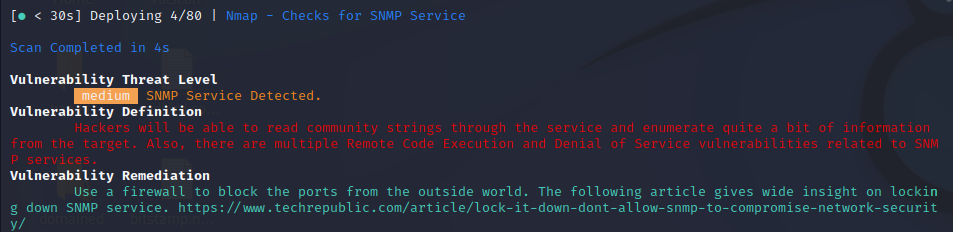 [● < 30s] Deploying 4/80 | Nmap - Checks for SNMP Service
Scan Completed in 4s
Vulnerability Threat Level
medium SNMP Service Detected.
Vulnerability Definition
Hackers will be able to read community strings through the service and enumerate quite a bit of information
from the target. Also, there are multiple Remote Code Execution and Denial of Service vulnerabilities related to SNM
P services.
Vulnerability Remediation
Use a firewall to block the ports from the outside world. The following article gives wide insight on lockin
g down SNMP service. https://www.techrepublic.com/article/lock-it-down-dont-allow-snmp-to-compromise-network-securit
y/